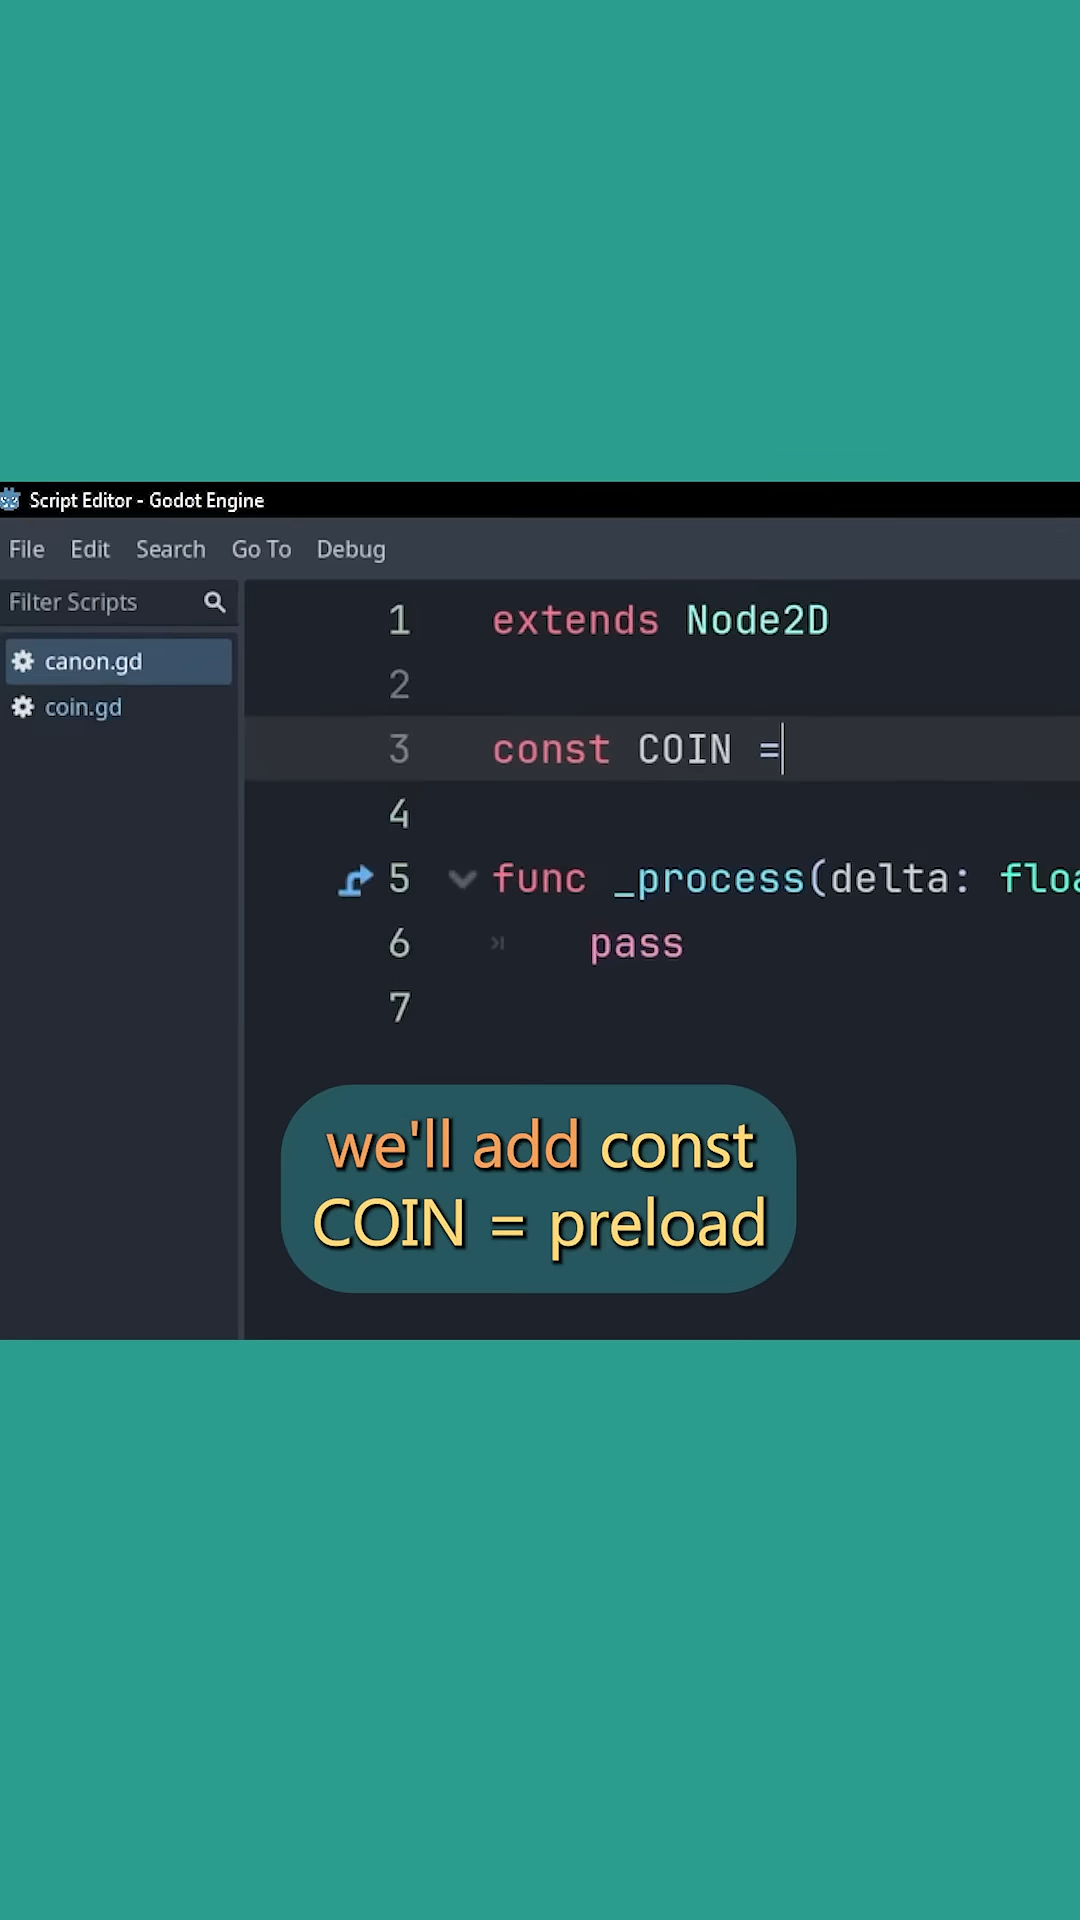 Script Editor - Godot Engine
File Edit Search Go To Debug
Filter Scripts
canon.gd
coin.gd
1 extends Node2D
2
3 const COIN =
4
5 func _process(delta: floa
6 pass
7
we'll add const
COIN = preload